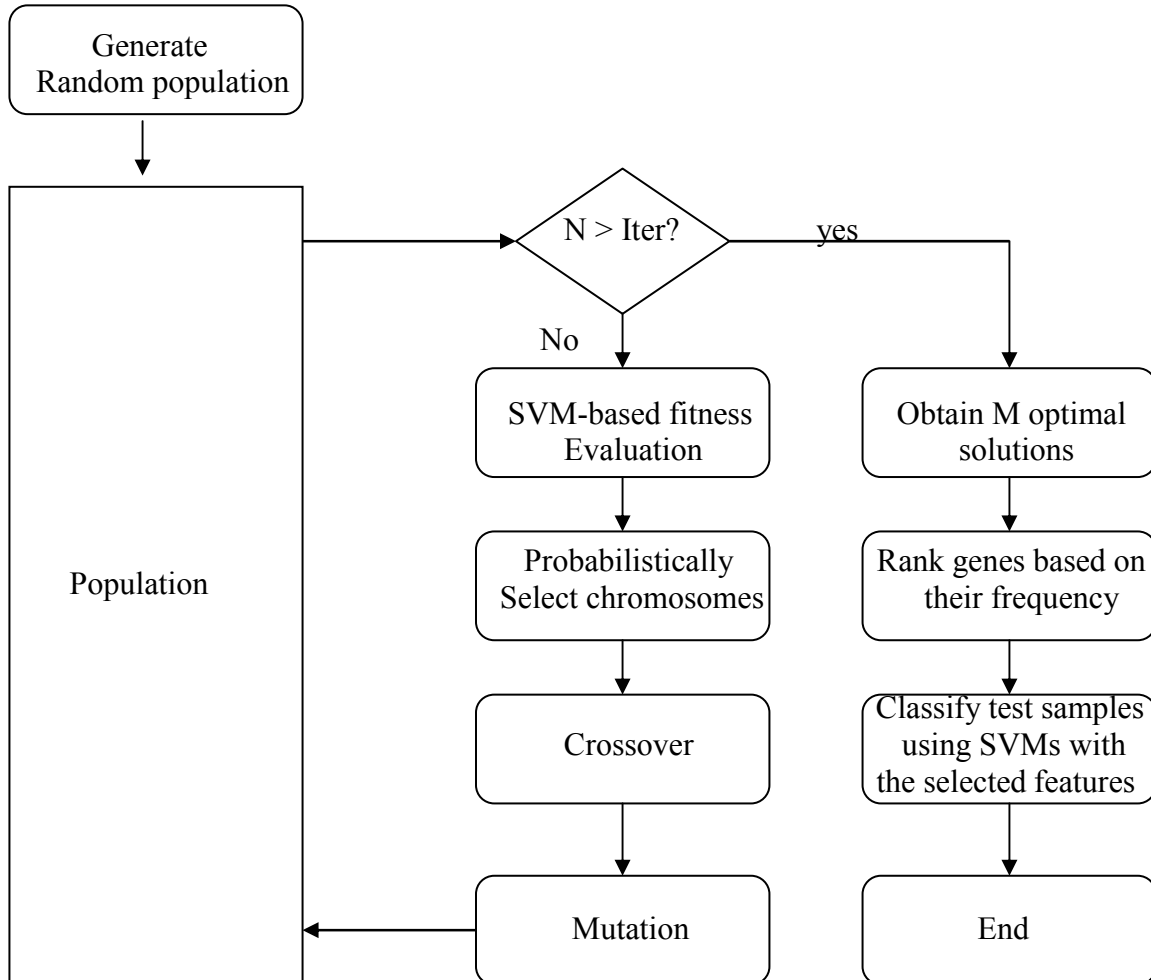 Generate
Random population
N > Iter?
yes
No
SVM-based fitness
Evaluation
Obtain M optimal
solutions
Population
Probabilistically
Select chromosomes
Rank genes based on
their frequency
Crossover
Classify test samples
using SVMs with
the selected features
Mutation
End